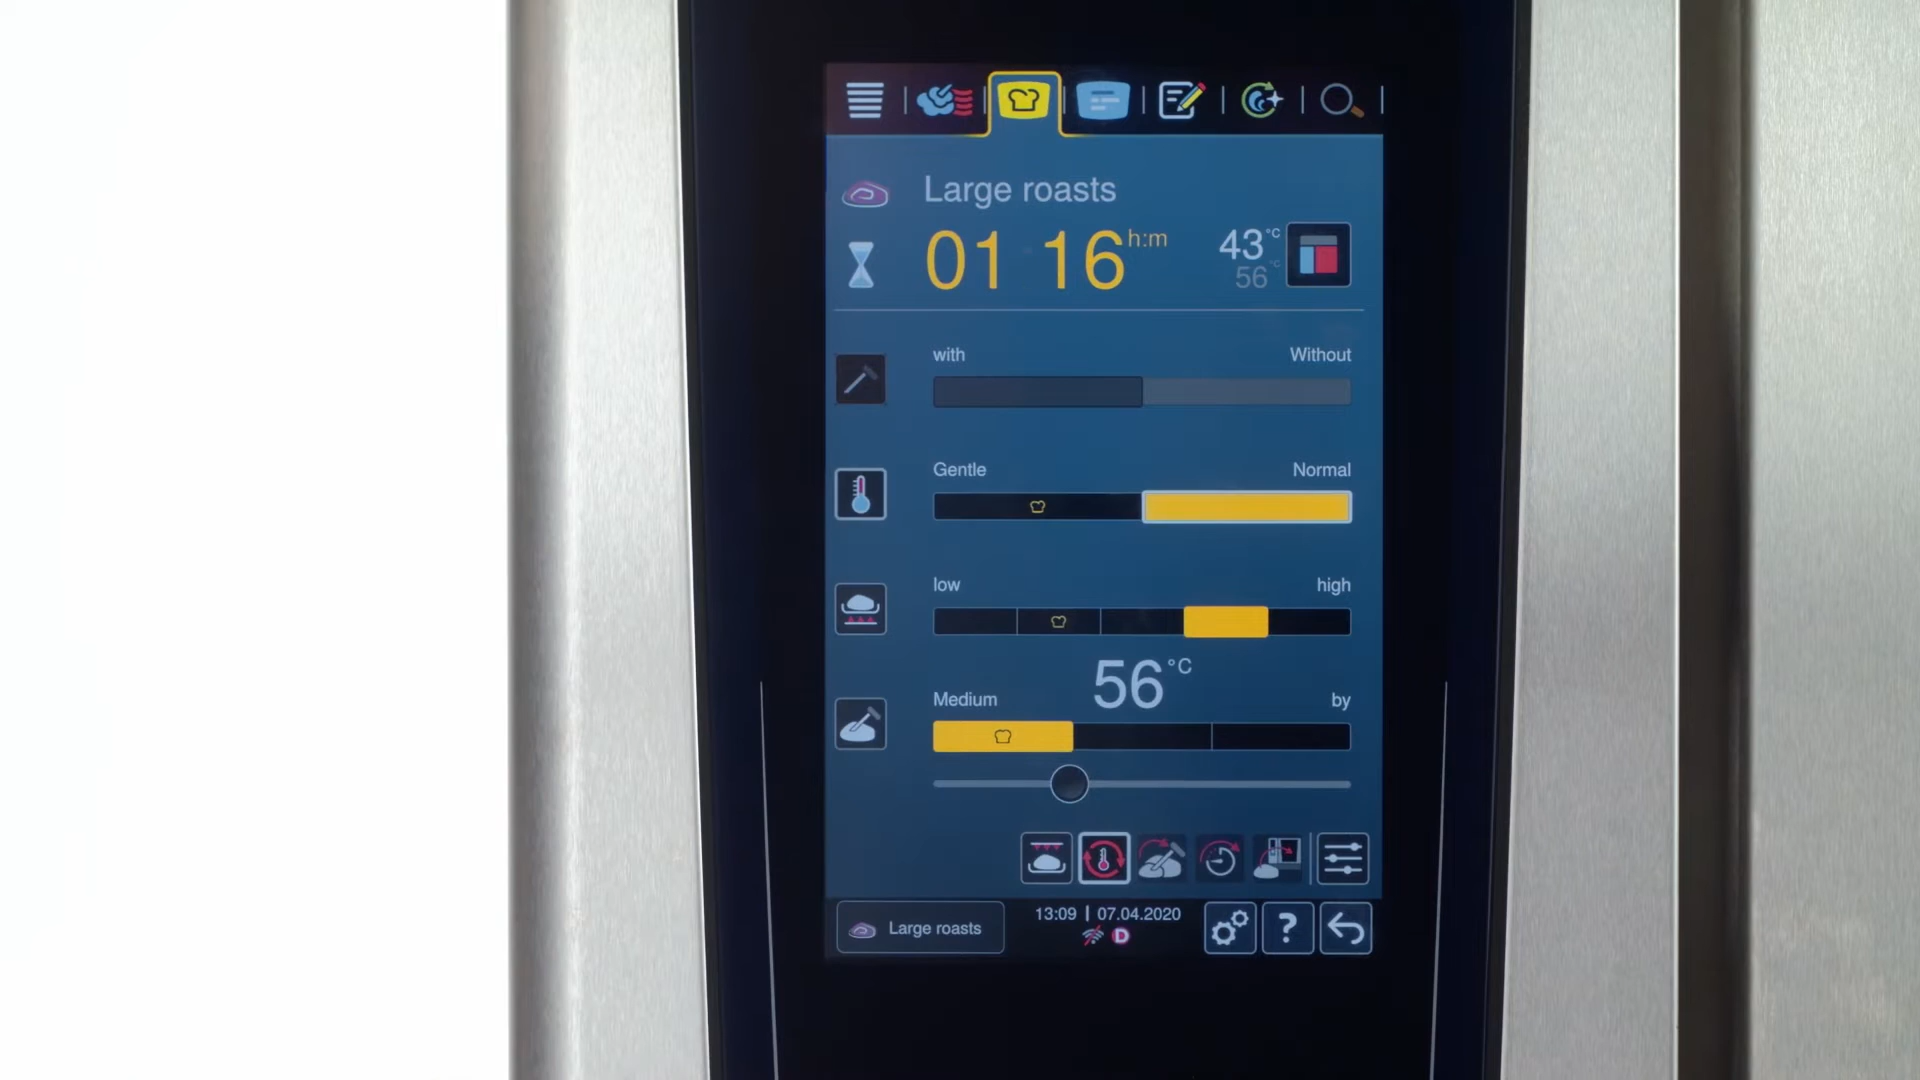 Large roasts
01 16 h:m 43 °C
56 °C
with Without
Gentle Normal
low high
56 °C
Medium by
Large roasts 13:09 | 07.04.2020 ?
D